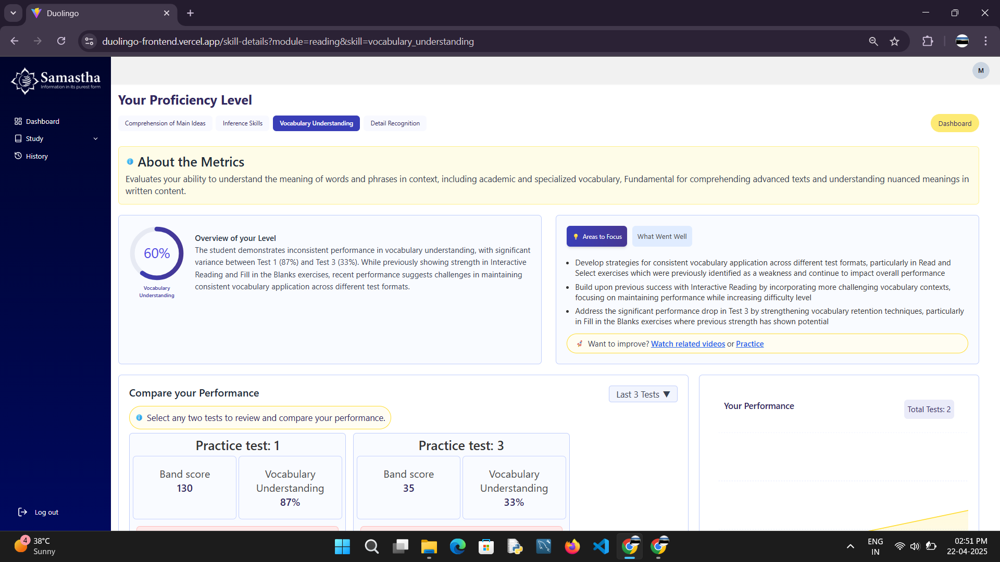 Duolingo
duolingo-frontend.vercel.app/skill-details?module=reading&skill=vocabulary_understanding
Samastha
Information in its purest form
M
Dashboard
Study
History
Log out
Your Proficiency Level
Comprehension of Main Ideas
Inference Skills
Vocabulary Understanding
Detail Recognition
Dashboard
About the Metrics
Evaluates your ability to understand the meaning of words and phrases in context, including academic and specialized vocabulary, Fundamental for comprehending advanced texts and understanding nuanced meanings in
written content.
60%
Vocabulary
Understanding
Overview of your Level
The student demonstrates inconsistent performance in vocabulary understanding, with significant
variance between Test 1 (87%) and Test 3 (33%). While previously showing strength in Interactive
Reading and Fill in the Blanks exercises, recent performance suggests challenges in maintaining
consistent vocabulary application across different test formats.
Areas to Focus
What Went Well
• Develop strategies for consistent vocabulary application across different test formats, particularly in Read and
Select exercises which were previously identified as a weakness and continue to impact overall performance
• Build upon previous success with Interactive Reading by incorporating more challenging vocabulary contexts,
focusing on maintaining performance while increasing difficulty level
• Address the significant performance drop in Test 3 by strengthening vocabulary retention techniques, particularly
in Fill in the Blanks exercises where previous strength has shown potential
Want to improve? Watch related videos or Practice
Compare your Performance
Last 3 Tests ▼
Select any two tests to review and compare your performance.
Practice test: 1
Band score
130
Vocabulary
Understanding
87%
Practice test: 3
Band score
35
Vocabulary
Understanding
33%
Your Performance
Total Tests: 2
4
38°C
Sunny
ENG
IN
02:51 PM
22-04-2025